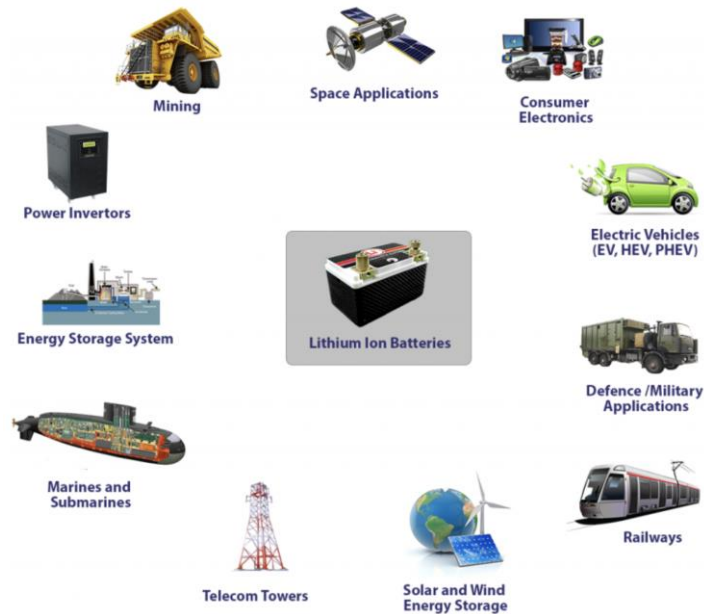 Mining
Space Applications
Consumer
Electronics
Power Invertors
Electric Vehicles
(EV, HEV, PHEV)
Energy Storage System
Lithium Ion Batteries
Defence /Military
Applications
Marines and
Submarines
Railways
Telecom Towers
Solar and Wind
Energy Storage